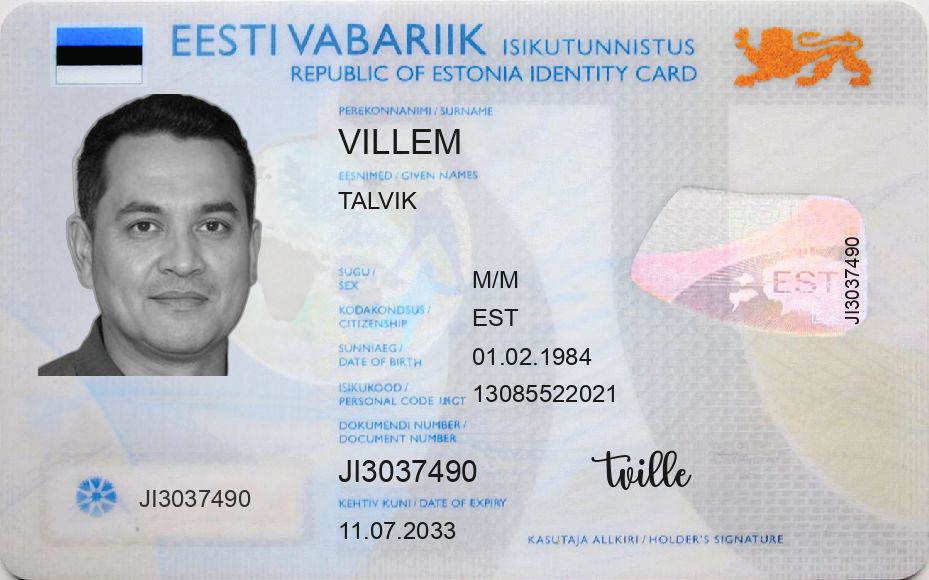 EESTI VABARIIK ISIKUTUNNISTUS
REPUBLIC OF ESTONIA IDENTITY CARD
PEREKONNANIMI / SURNAME
VILLEM
EESNIMED / GIVEN NAMES
TALVIK
SUGU /
SEX
M/M
KODAKONDSUS /
CITIZENSHIP
EST
SÜNNIAEG /
DATE OF BIRTH
01.02.1984
ISIKUKOOD /
PERSONAL CODE
13085522021
DOKUMENDI NUMBER /
DOCUMENT NUMBER
JI3037490
KEHTIV KUNI / DATE OF EXPIRY
11.07.2033
JI3037490
EST
JI3037490
tville
KASUTAJA ALLKIRI / HOLDER'S SIGNATURE